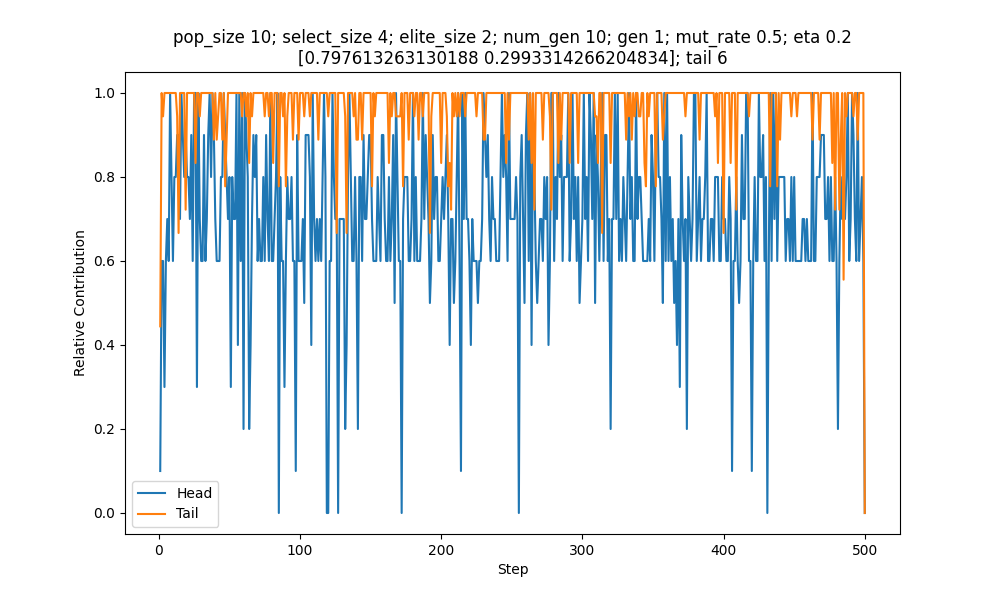 pop_size 10; select_size 4; elite_size 2; num_gen 10; gen 1; mut_rate 0.5; eta 0.2
[0.797613263130188 0.2993314266204834]; tail 6
Relative Contribution
1.0
0.8
0.6
0.4
0.2
0.0
Head
Tail
0
100
200
300
400
500
Step